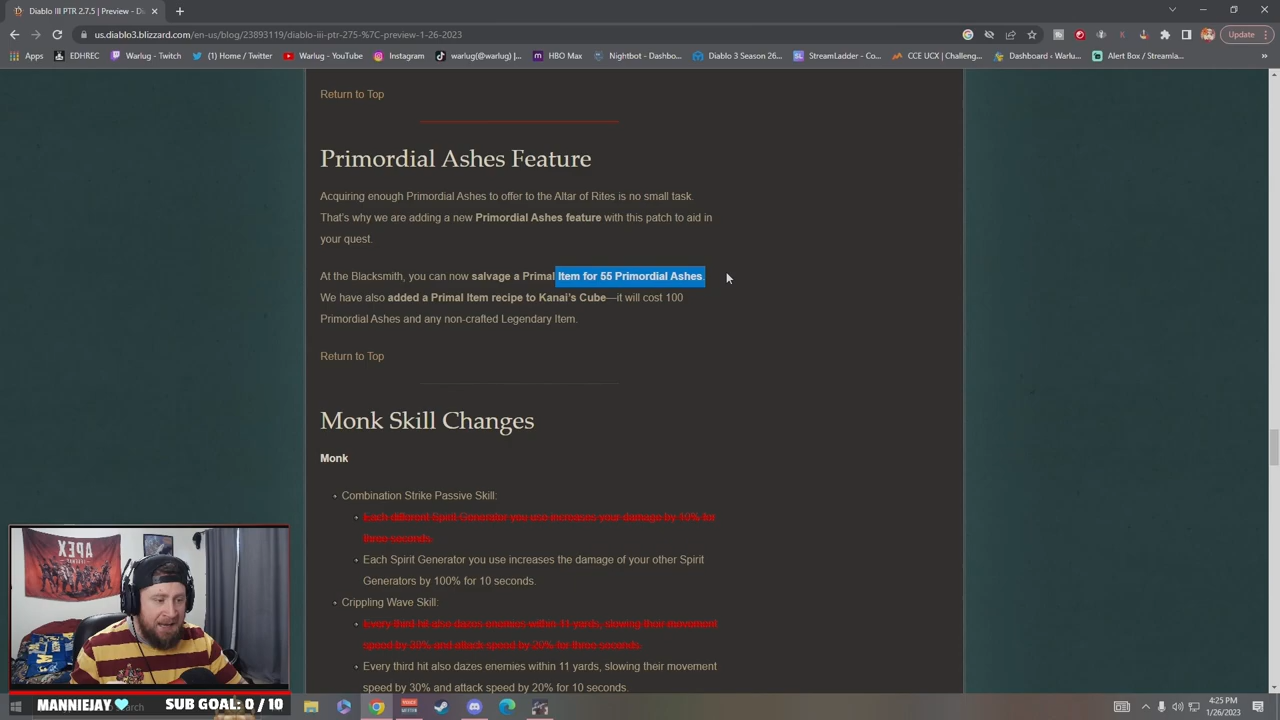 Diablo III PTR 2.7.5 | Preview
us.diablo3.blizzard.com/en-us/blog/23893119/diablo-iii-ptr-275-%7C-preview-1-26-2023
Update
Apps
EDHREC
Warlug - Twitch
(1) Home / Twitter
Warlug - YouTube
Instagram
warlug(@warlug) |...
HBO Max
Nightbot - Dashbo...
Diablo 3 Season 26...
StreamLadder - Co...
CCE UCX | Challeng...
Dashboard - Warlu...
Alert Box / Streamla...
Return to Top
Primordial Ashes Feature
Acquiring enough Primordial Ashes to offer to the Altar of Rites is no small task.
That's why we are adding a new Primordial Ashes feature with this patch to aid in
your quest.
At the Blacksmith, you can now salvage a Primal Item for 55 Primordial Ashes.
We have also added a Primal Item recipe to Kanai's Cube—it will cost 100
Primordial Ashes and any non-crafted Legendary Item.
Return to Top
Monk Skill Changes
Monk
Combination Strike Passive Skill:
Each different Spirit Generator you use increases your damage by 10% for
three seconds.
Each Spirit Generator you use increases the damage of your other Spirit
Generators by 100% for 10 seconds.
Crippling Wave Skill:
Every third hit also dazes enemies within 11 yards, slowing their movement
speed by 30% and attack speed by 20% for three seconds.
Every third hit also dazes enemies within 11 yards, slowing their movement
speed by 30% and attack speed by 20% for 10 seconds.
APEX
MANNIEJAY
SUB GOAL: 0 / 10
4:25 PM
1/26/2023